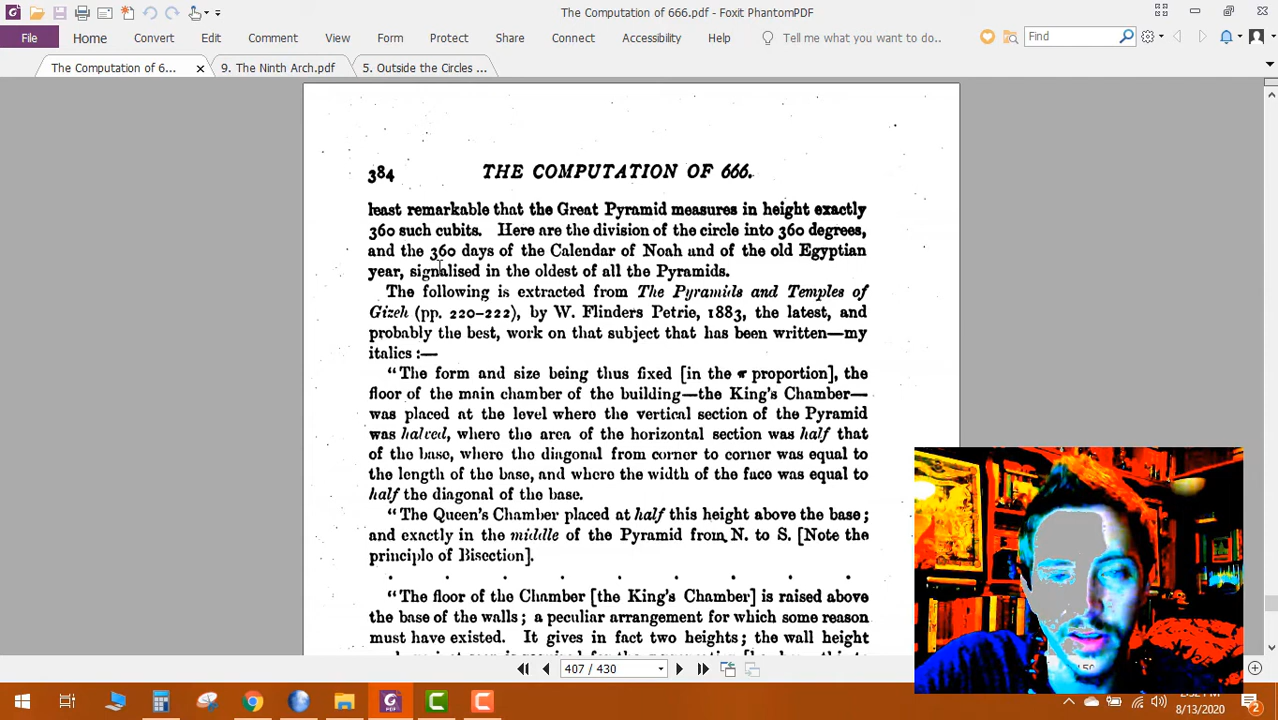 The Computation of 666.pdf - Foxit PhantomPDF
File Home Convert Edit Comment View Form Protect Share Connect Accessibility Help Tell me what you want to do.. Find
The Computation of 6... 9. The Ninth Arch.pdf 5. Outside the Circles ...
384 THE COMPUTATION OF 666.
least remarkable that the Great Pyramid measures in height exactly
360 such cubits. Here are the division of the circle into 360 degrees,
and the 360 days of the Calendar of Noah and of the old Egyptian
year, signalised in the oldest of all the Pyramids.
The following is extracted from The Pyramids and Temples of
Gizeh (pp. 220-222), by W. Flinders Petrie, 1883, the latest, and
probably the best, work on that subject that has been written—my
italics :—
"The form and size being thus fixed [in the π proportion], the
floor of the main chamber of the building—the King's Chamber—
was placed at the level where the vertical section of the Pyramid
was halved, where the area of the horizontal section was half that
of the base, where the diagonal from corner to corner was equal to
the length of the base, and where the width of the face was equal to
half the diagonal of the base.
"The Queen's Chamber placed at half this height above the base;
and exactly in the middle of the Pyramid from N. to S. [Note the
principle of Bisection].
"The floor of the Chamber [the King's Chamber] is raised above
the base of the walls; a peculiar arrangement for which some reason
must have existed. It gives in fact two heights; the wall height
407 / 430
8/13/2020
2